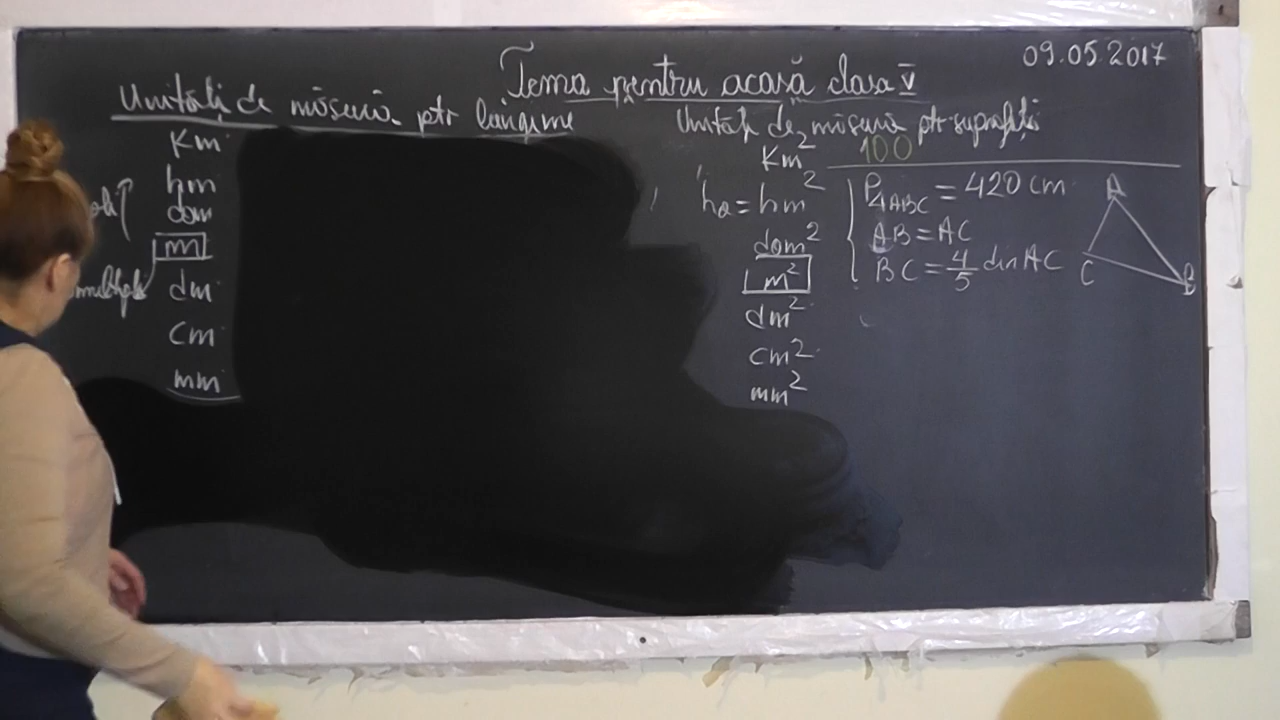 09.05.2017
Tema pentru acasă clasa V
Unități de măsură ptr lungime
Km
hm
dam
m
dm
cm
mm
Unități de măsură ptr suprafăți
Km²
100
ha = hm²
dam²
m²
dm²
cm²
mm²
P ABC = 420 cm
AB = AC
BC = 4/5 din AC
A
C
B